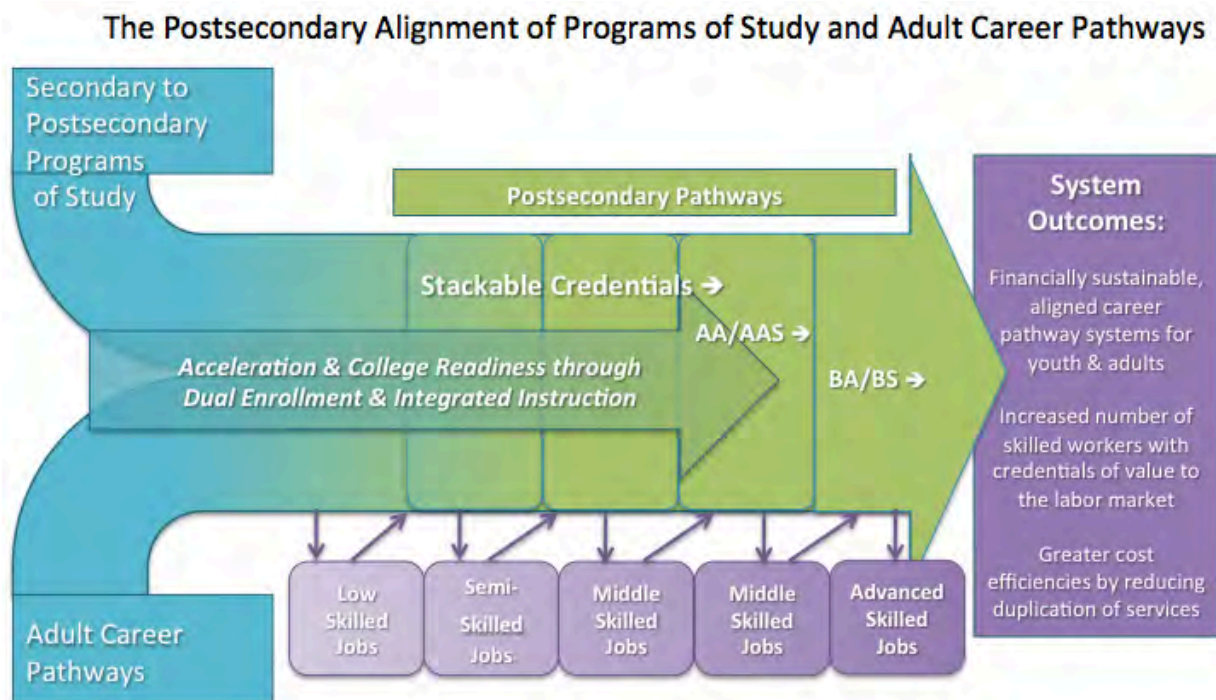 The Postsecondary Alignment of Programs of Study and Adult Career Pathways
Secondary to
Postsecondary
Programs
of Study
Postsecondary Pathways
Stackable Credentials →
AA/AAS →
BA/BS →
Acceleration & College Readiness through
Dual Enrollment & Integrated Instruction
Low
Skilled
Jobs
Semi-
Skilled
Jobs
Middle
Skilled
Jobs
Middle
Skilled
Jobs
Advanced
Skilled
Jobs
Adult Career
Pathways
System
Outcomes:
Financially sustainable,
aligned career
pathway systems for
youth & adults
Increased number of
skilled workers with
credentials of value to
the labor market
Greater cost
efficiencies by reducing
duplication of services